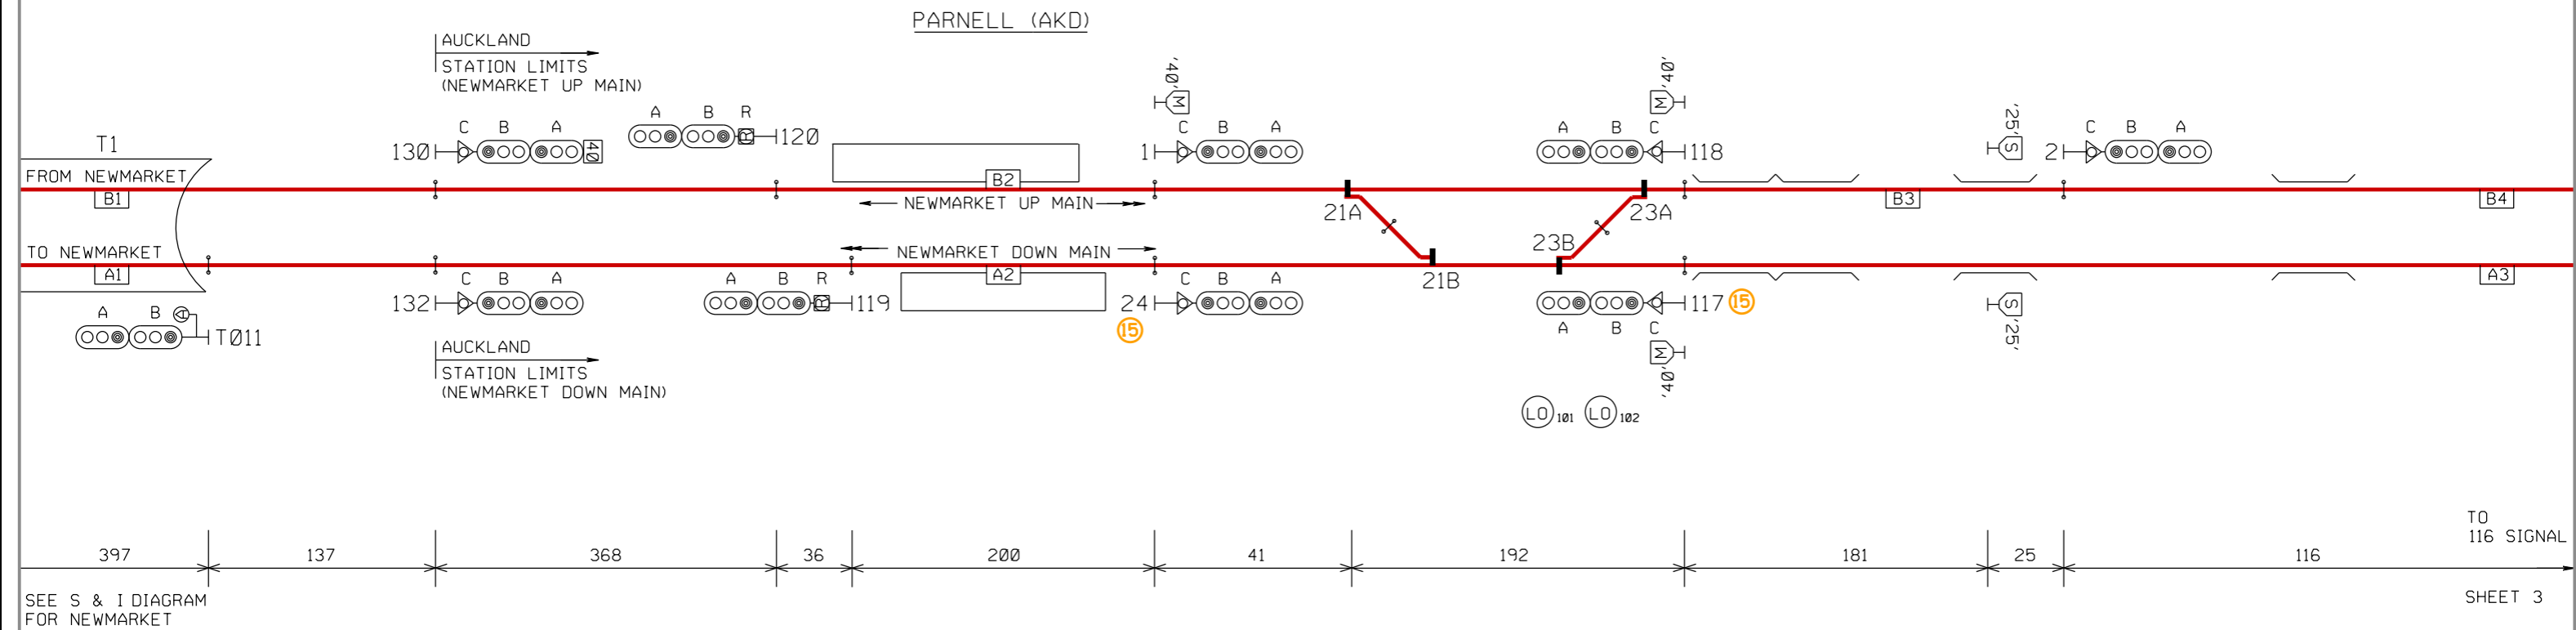 PARNELL (AKD)
AUCKLAND
STATION LIMITS
(NEWMARKET UP MAIN)
'40'
'40'
M
M
A B R
C B A
40
130
R
120
C B A
1
A B C
118
'25'
S
C B A
2
T1
FROM NEWMARKET
B1
B2
B3
B4
NEWMARKET UP MAIN
21A
23A
TO NEWMARKET
A1
NEWMARKET DOWN MAIN
23B
A2
21B
A3
C B A
132
A B R
R
119
C B A
24
15
117
15
A B C
S
'25'
A B
A
TØ11
AUCKLAND
STATION LIMITS
(NEWMARKET DOWN MAIN)
M
'40'
LO 101
LO 102
TO
116 SIGNAL
397
137
368
36
200
41
192
181
25
116
SEE S & I DIAGRAM
FOR NEWMARKET
SHEET 3